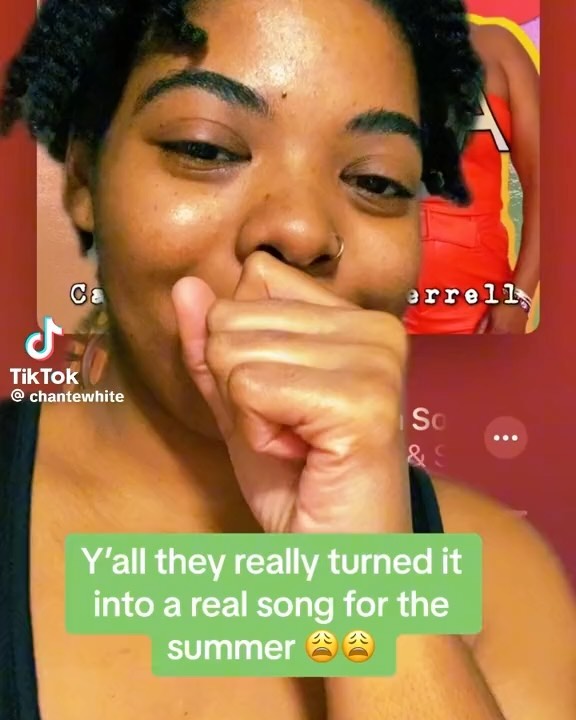 A
Ca
errell
TikTok
@ chantewhite
So
•••
& S
Y'all they really turned it
into a real song for the
summer 😩😩